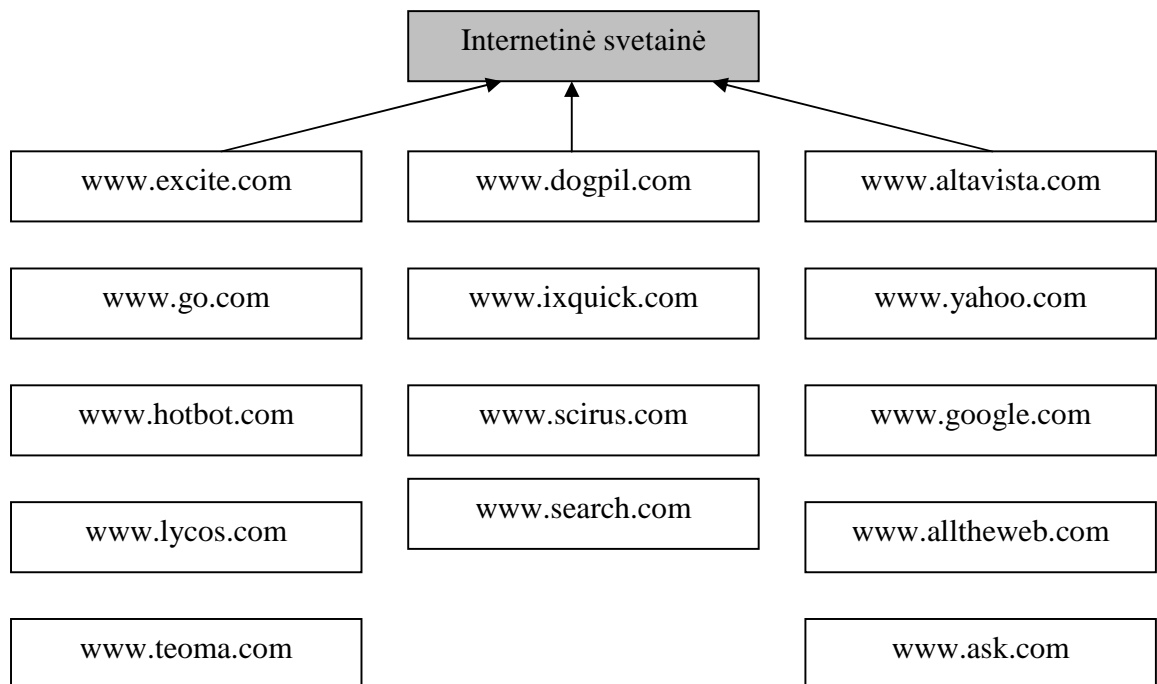 Internetinė svetainė
www.excite.com
www.dogpil.com
www.altavista.com
www.go.com
www.ixquick.com
www.yahoo.com
www.hotbot.com
www.scirus.com
www.google.com
www.lycos.com
www.search.com
www.alltheweb.com
www.teoma.com
www.ask.com